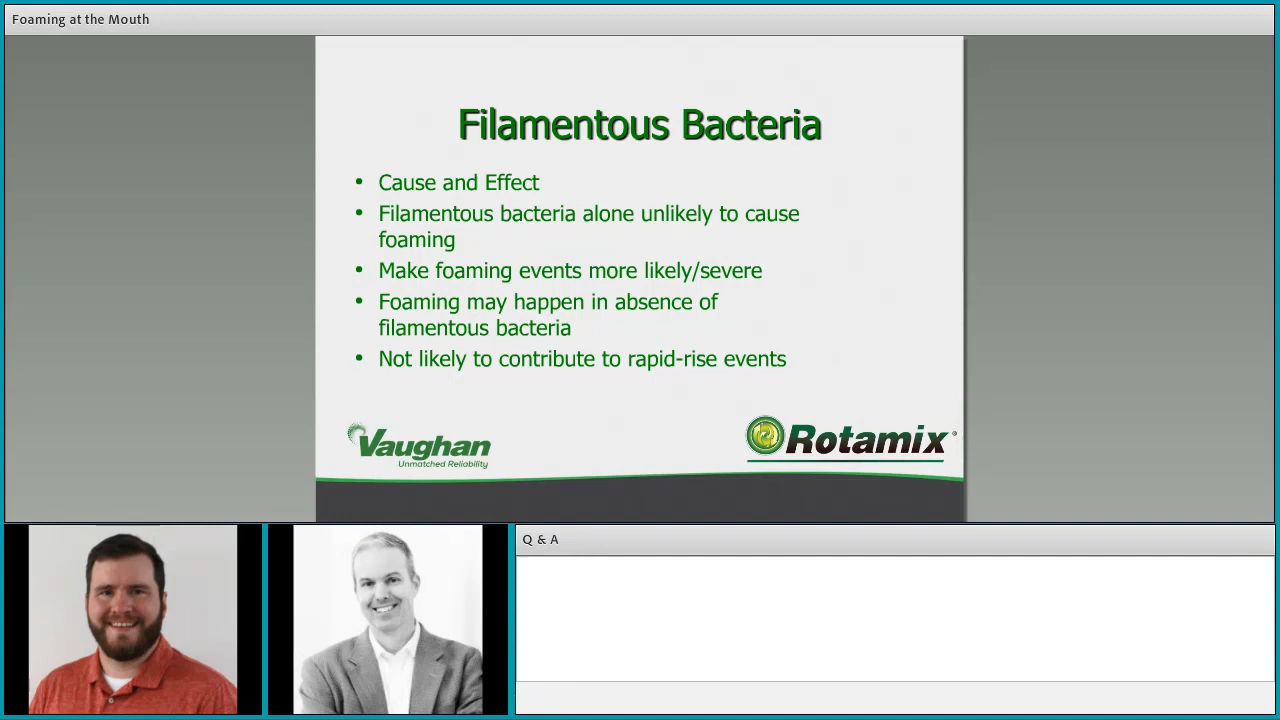 Foaming at the Mouth
Filamentous Bacteria
• Cause and Effect
• Filamentous bacteria alone unlikely to cause
foaming
• Make foaming events more likely/severe
• Foaming may happen in absence of
filamentous bacteria
• Not likely to contribute to rapid-rise events
Vaughan
Unmatched Reliability
Rotamix®
Q & A